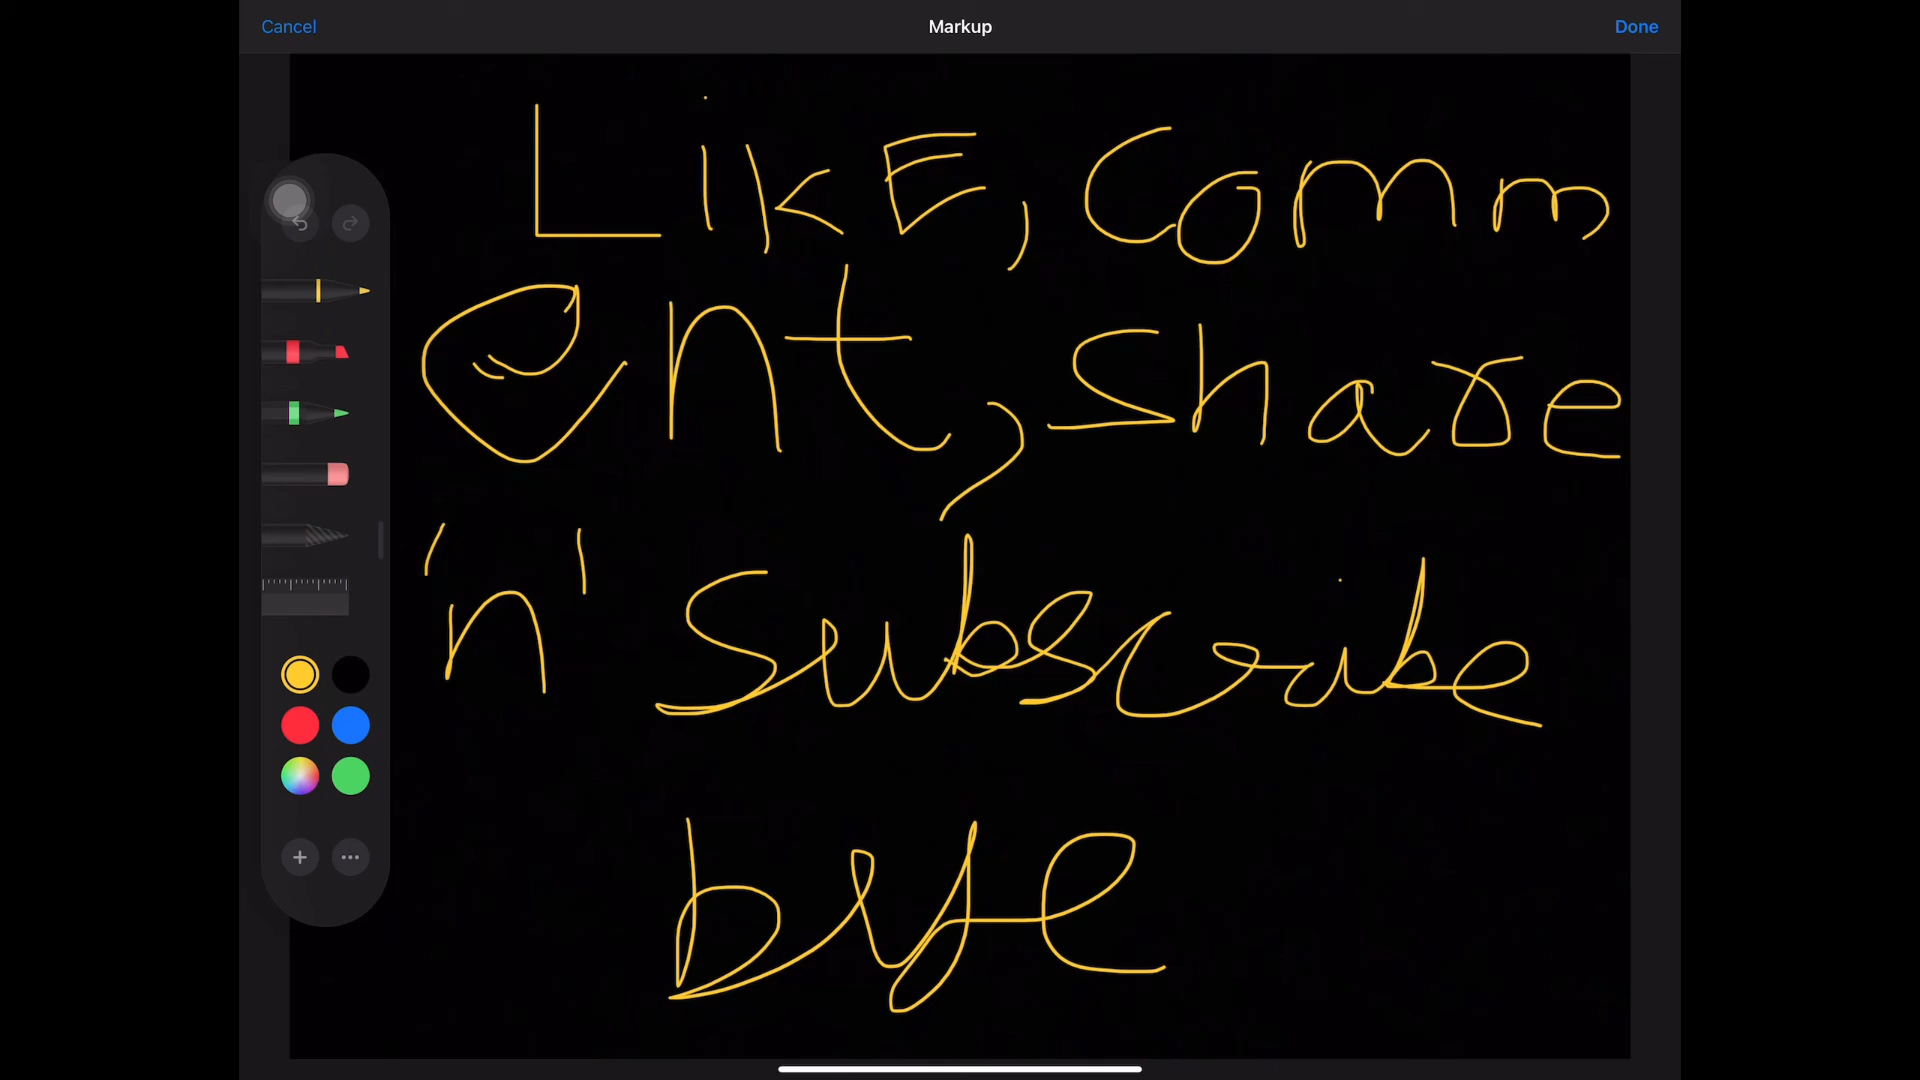 Cancel Markup Done
LikE, Comm
ent, Share
'n' Subscribe
bye